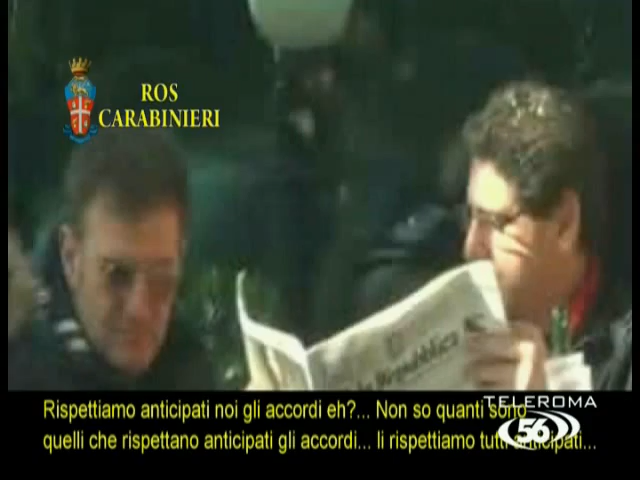 ROS
CARABINIERI
la Repubblica
Rispettiamo anticipati noi gli accordi eh?... Non so quanti sono
quelli che rispettano anticipati gli accordi... li rispettiamo tutti anticipati...
TELEROMA
56